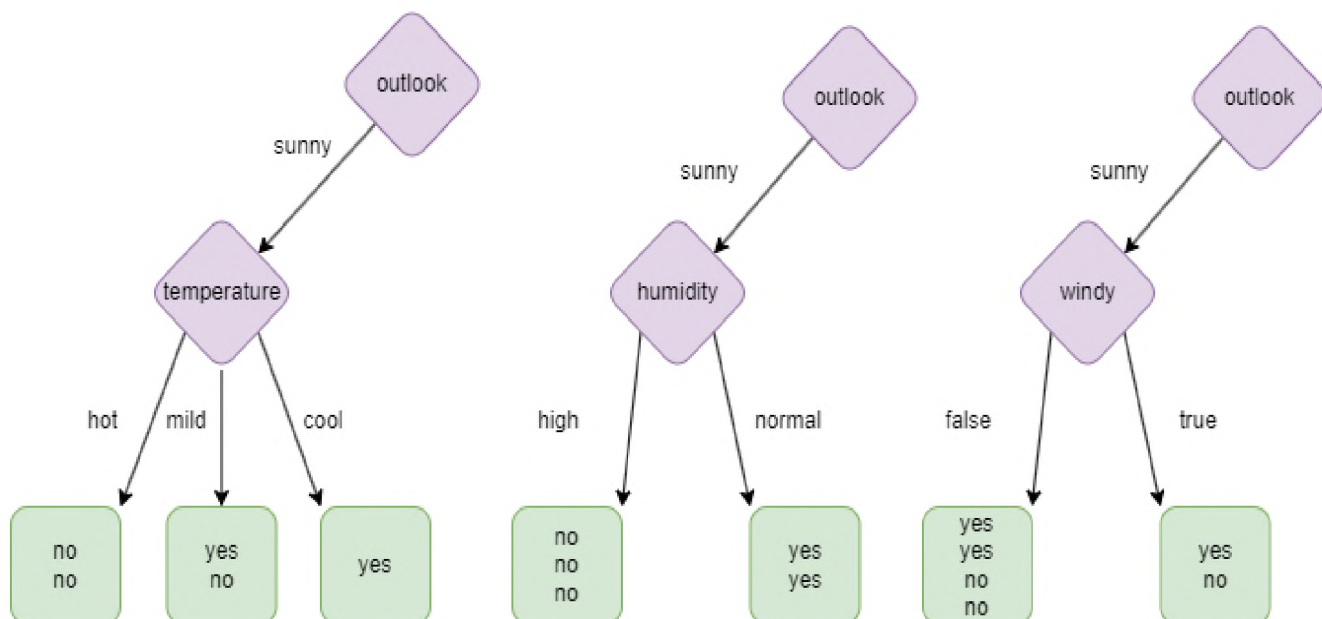 outlook
sunny
temperature
hot
mild
cool
no
no
yes
no
yes
outlook
sunny
humidity
high
normal
no
no
no
yes
yes
outlook
sunny
windy
false
true
yes
yes
no
no
yes
no